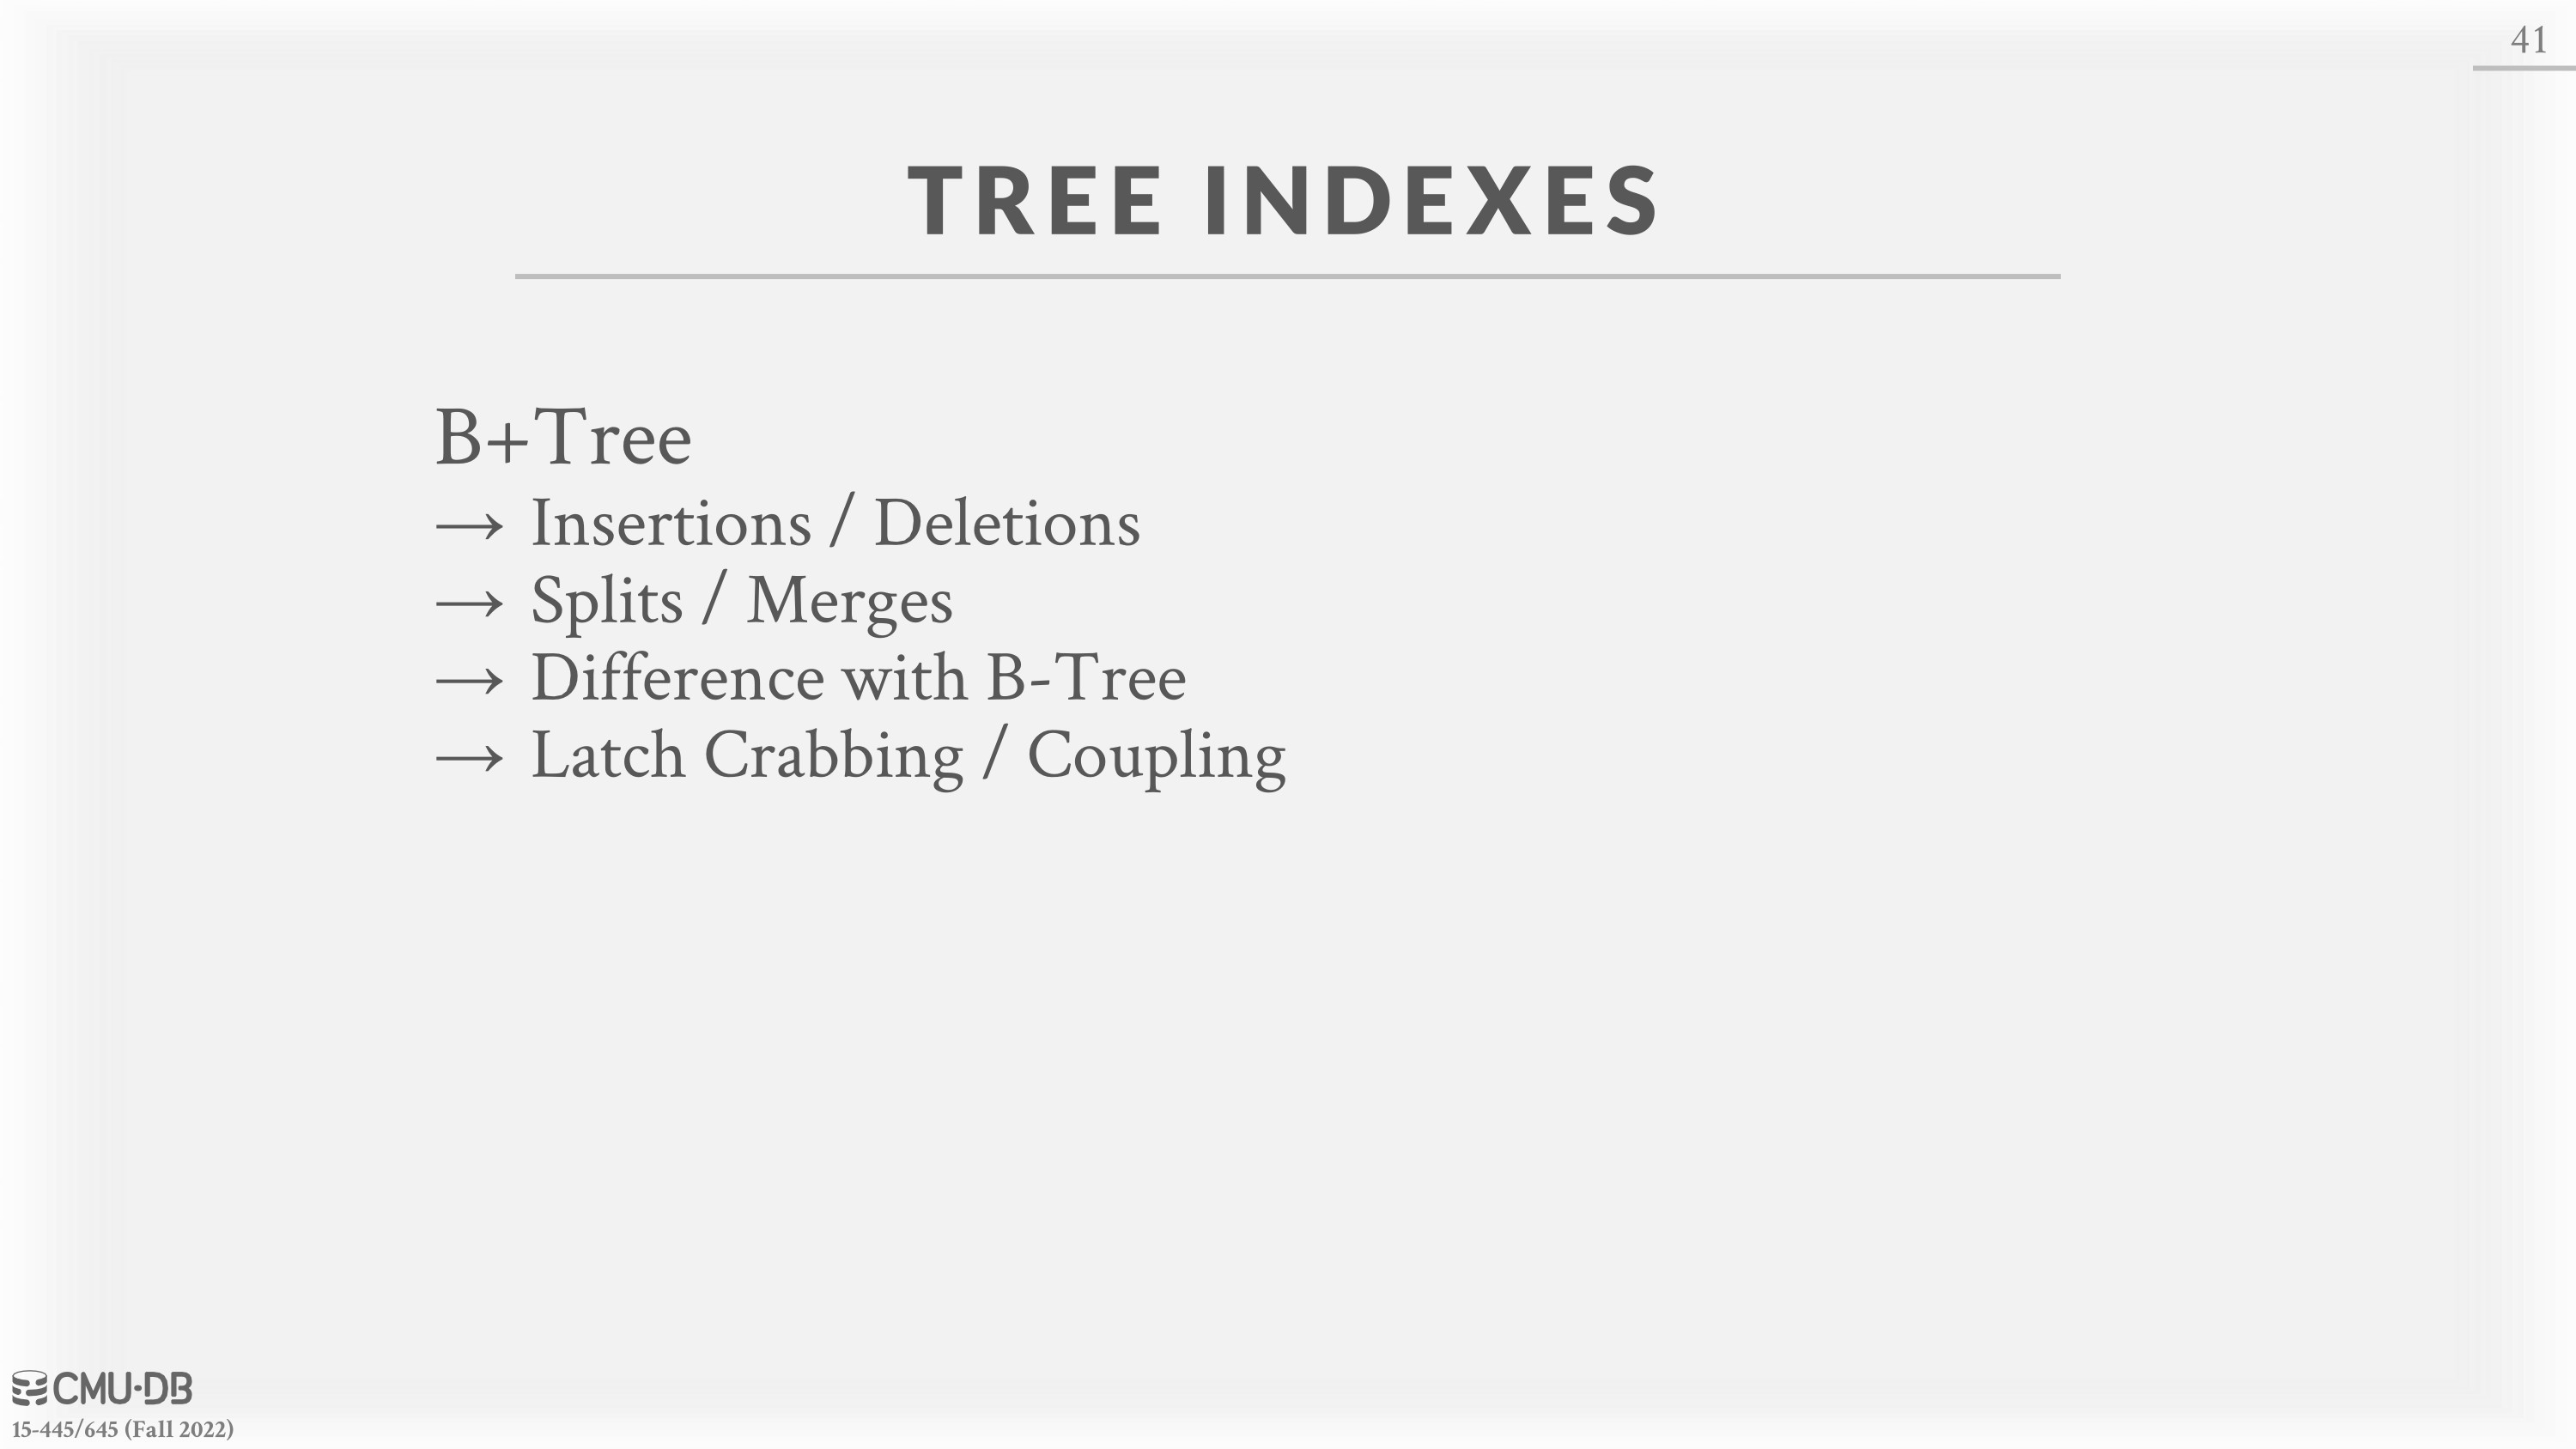 41
TREE INDEXES
B+Tree
→ Insertions / Deletions
→ Splits / Merges
→ Difference with B-Tree
→ Latch Crabbing / Coupling
CMU·DB
15-445/645 (Fall 2022)